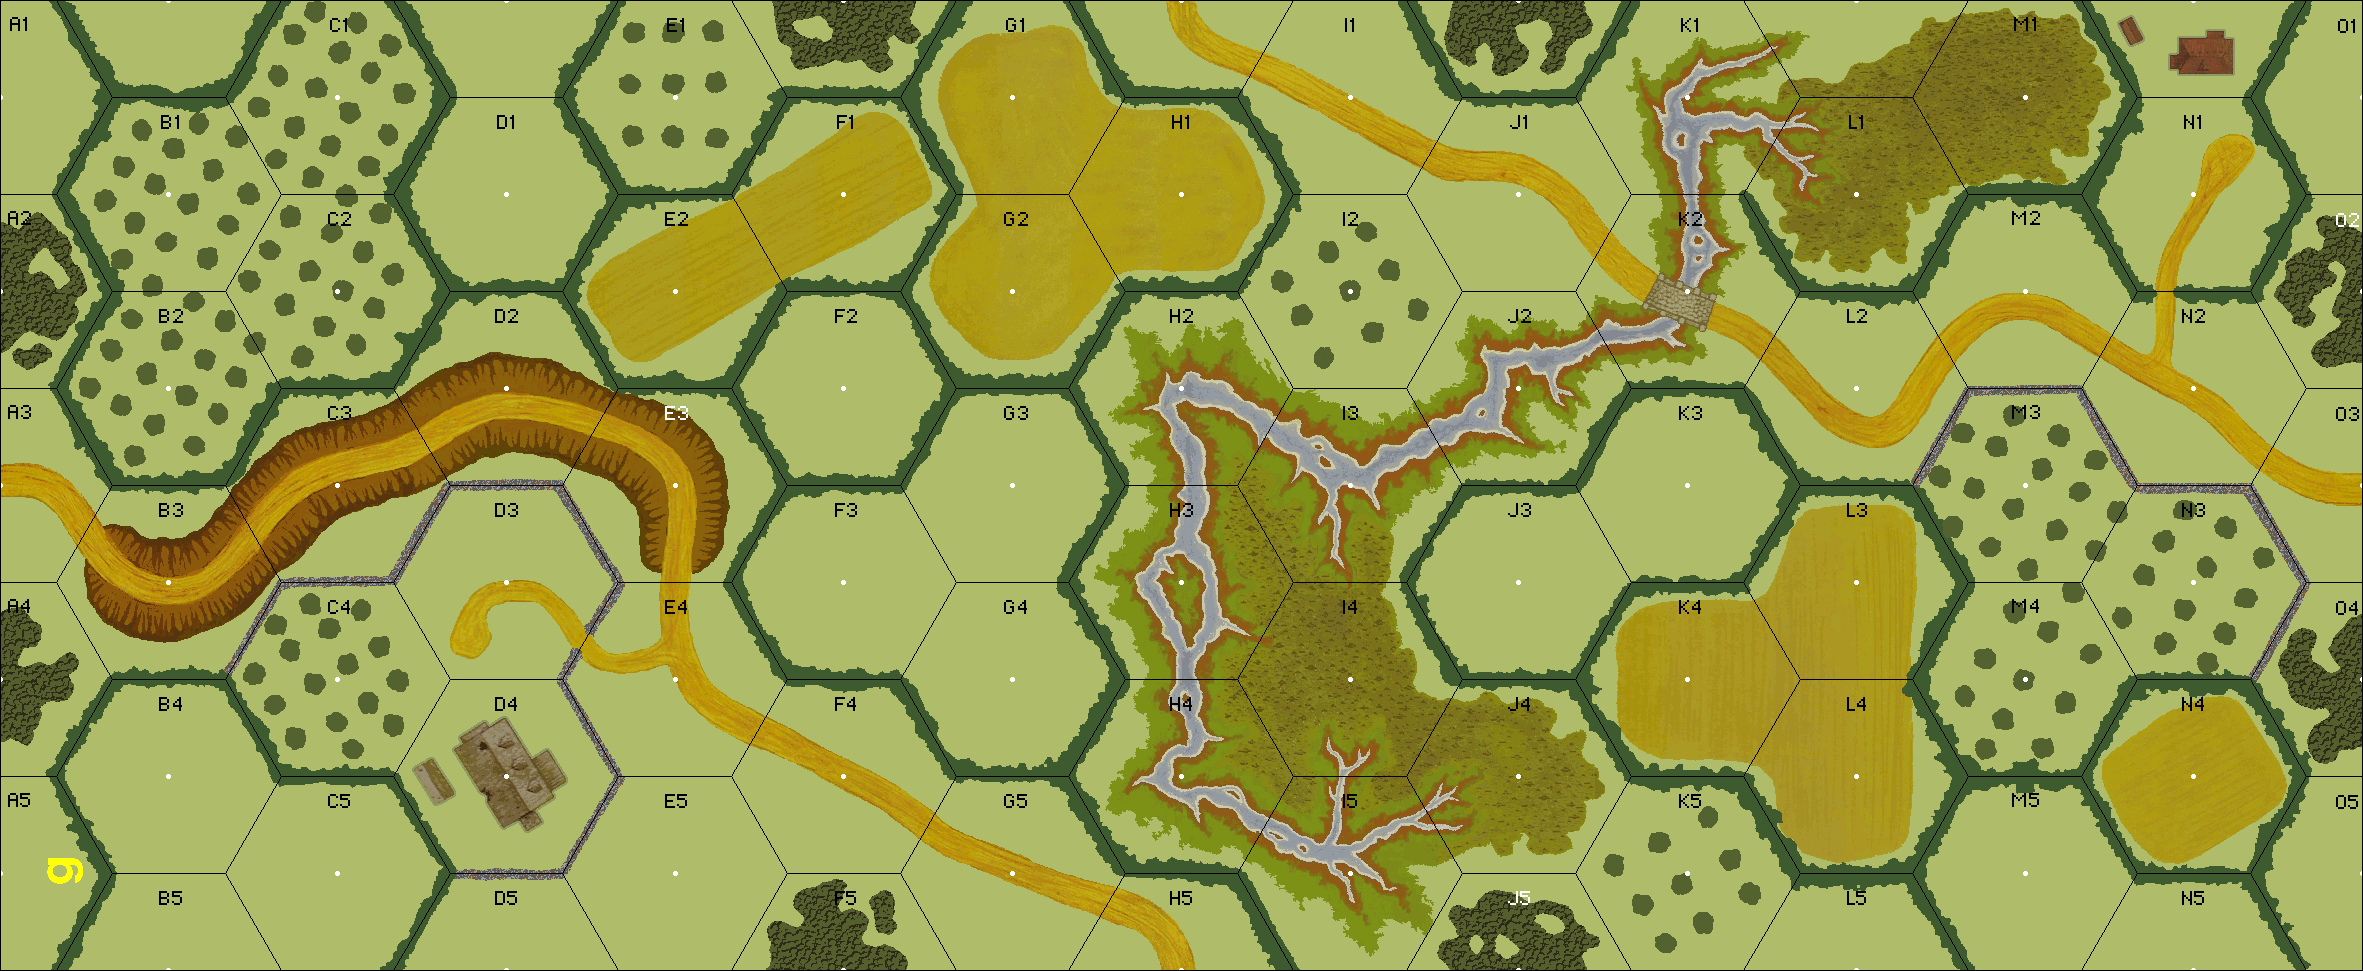 A1 C1 E1 G1 I1 K1 M1 O1
B1 D1 F1 H1 J1 L1 N1
A2 C2 E2 G2 I2 K2 M2 O2
B2 D2 F2 H2 J2 L2 N2
A3 C3 E3 G3 I3 K3 M3 O3
B3 D3 F3 H3 J3 L3 N3
A4 C4 E4 G4 I4 K4 M4 O4
B4 D4 F4 H4 J4 L4 N4
A5 C5 E5 G5 I5 K5 M5 O5
9
B5 D5 F5 H5 J5 L5 N5